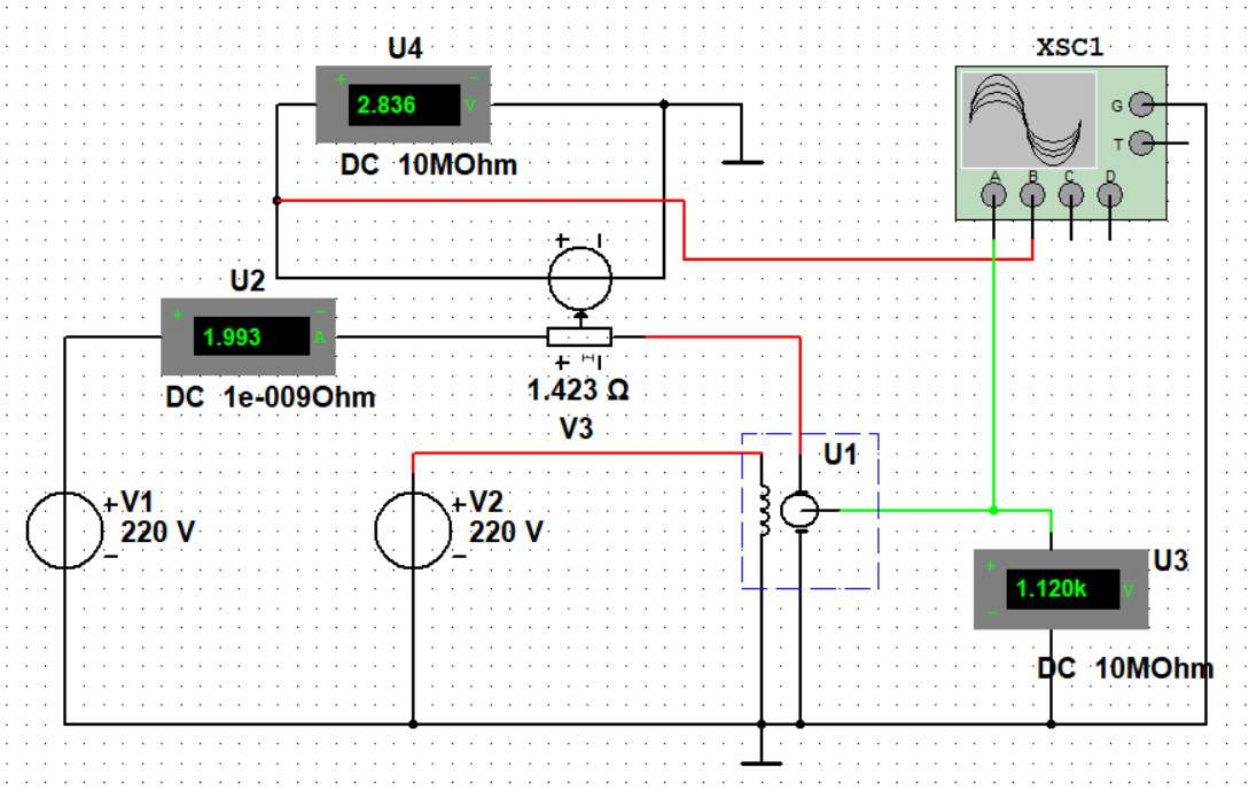 U4
XSC1
+ −
2.836 V
G
T
DC 10MOhm
A B C D
+ −
U2
+ −
1.993 A
DC 1e-009Ohm
+ −
1.423 Ω
V3
U1
+V1
220 V
−
+V2
220 V
−
U3
+
1.120k V
−
DC 10MOhm